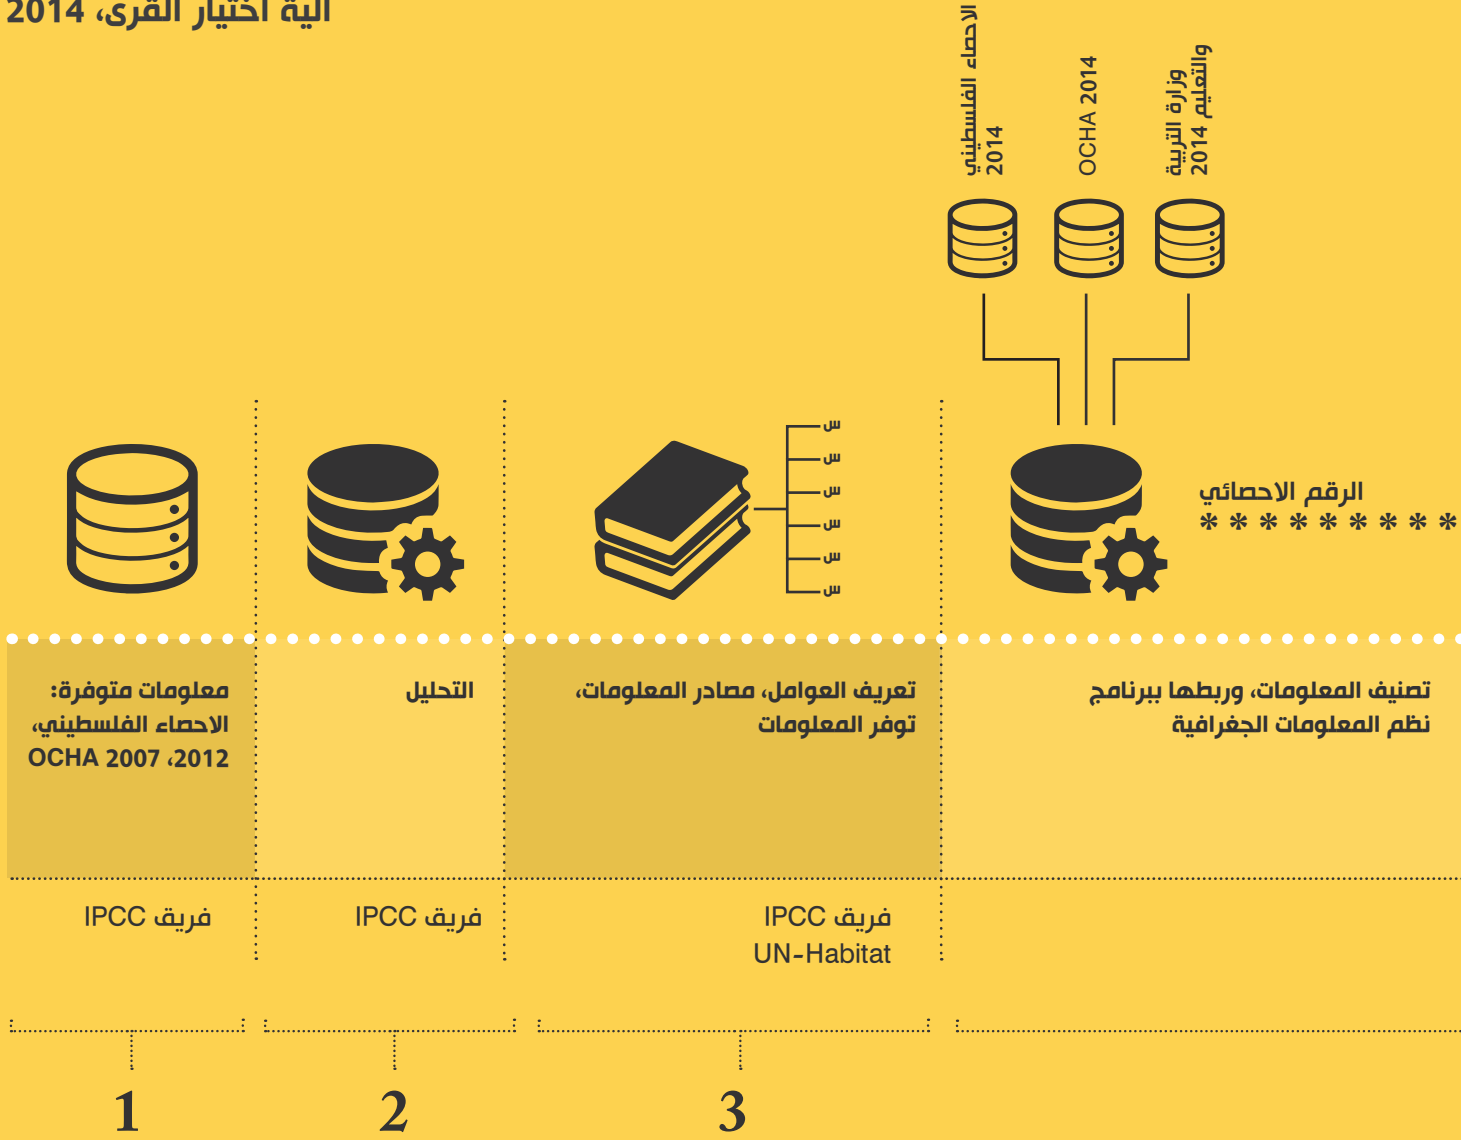 آلية اختيار القرى، 2014
الاحصاء الفلسطيني
2014
OCHA 2014
وزارة التربية
والتعليم 2014
س
س
س
س
س
س
الرقم الاحصائي
* * * * * * * * *
معلومات متوفرة:
الاحصاء الفلسطيني،
2012، OCHA 2007
التحليل
تعريف العوامل، مصادر المعلومات،
توفر المعلومات
تصنيف المعلومات، وربطها ببرنامج
نظم المعلومات الجغرافية
فريق IPCC
فريق IPCC
فريق IPCC
UN-Habitat
1
2
3